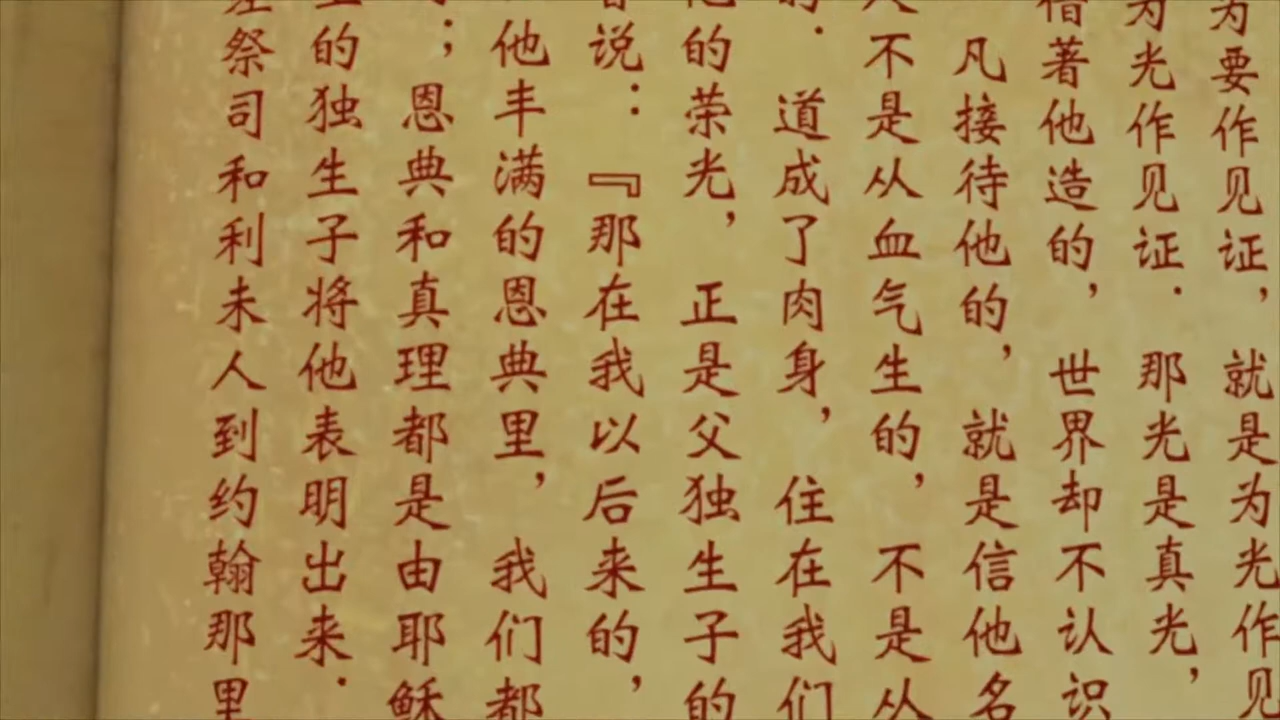 为要作见证，就是为光作见
为光作见证．那光是真光，
借著他造的，世界却不认识
凡接待他的，就是信他名
人不是从血气生的，不是从
的．道成了肉身，住在我们
他的荣光，正是父独生子的
着说：『那在我以后来的，
他丰满的恩典里，我们都
；恩典和真理都是由耶稣
的独生子将他表明出来．
差祭司和利未人到约翰那里